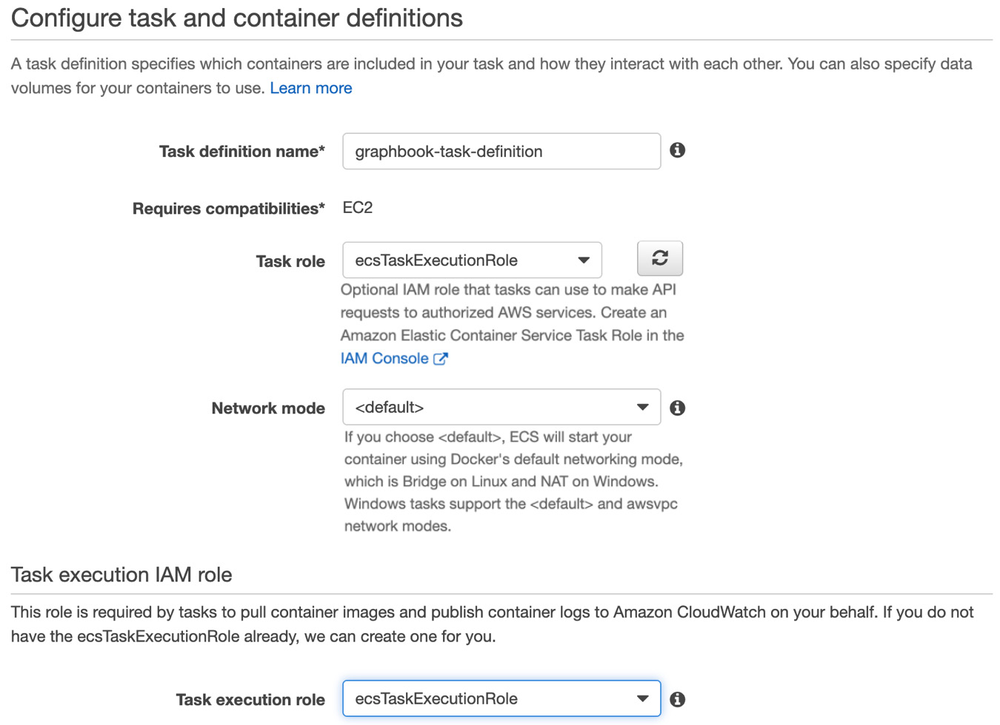 Configure task and container definitions
A task definition specifies which containers are included in your task and how they interact with each other. You can also specify data
volumes for your containers to use. Learn more
Task definition name* graphbook-task-definition
Requires compatibilities* EC2
Task role ecsTaskExecutionRole
Optional IAM role that tasks can use to make API
requests to authorized AWS services. Create an
Amazon Elastic Container Service Task Role in the
IAM Console
Network mode <default>
If you choose <default>, ECS will start your
container using Docker's default networking mode,
which is Bridge on Linux and NAT on Windows.
Windows tasks support the <default> and awsvpc
network modes.
Task execution IAM role
This role is required by tasks to pull container images and publish container logs to Amazon CloudWatch on your behalf. If you do not
have the ecsTaskExecutionRole already, we can create one for you.
Task execution role ecsTaskExecutionRole